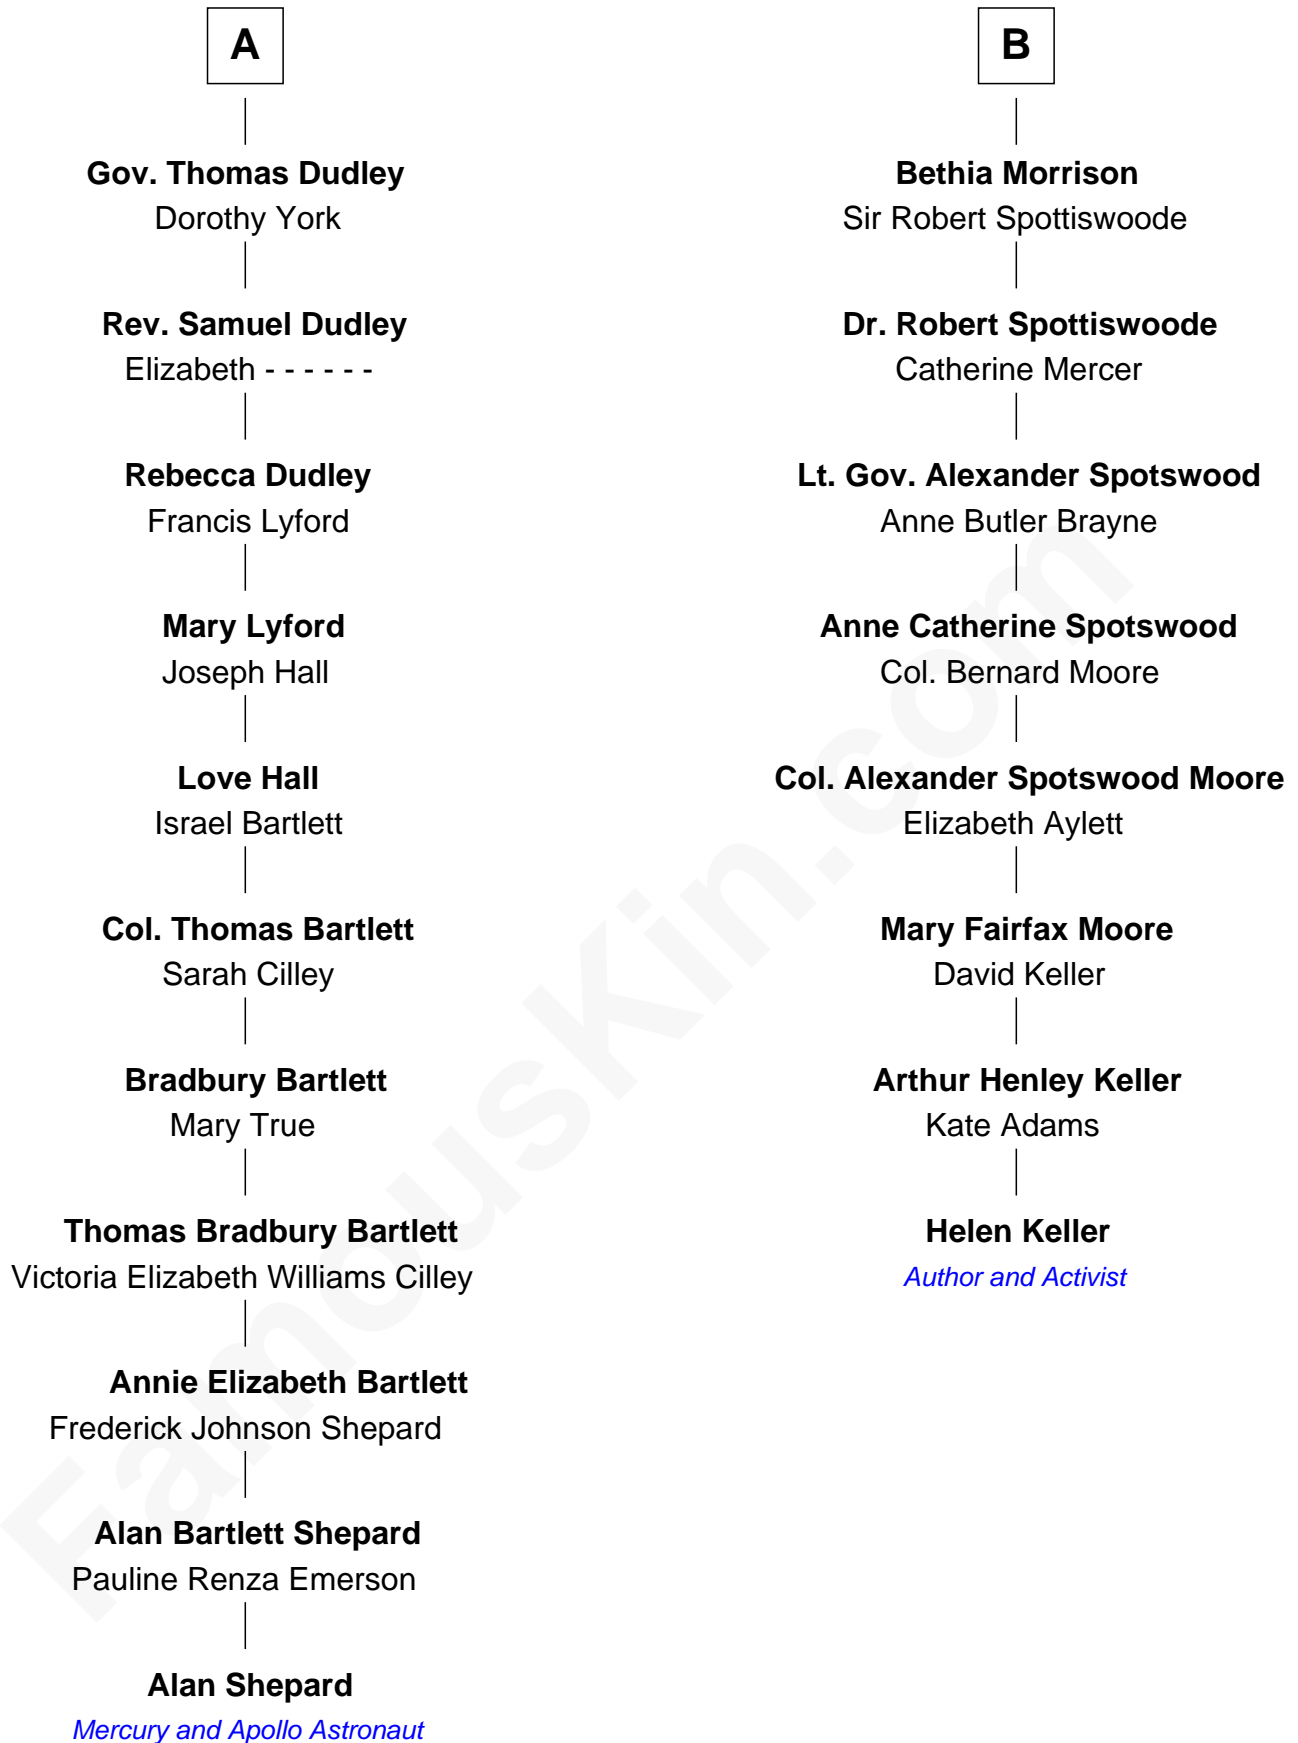 A
Gov. Thomas Dudley
Dorothy York
Rev. Samuel Dudley
Elizabeth - - - - - -
Rebecca Dudley
Francis Lyford
Mary Lyford
Joseph Hall
Love Hall
Israel Bartlett
Col. Thomas Bartlett
Sarah Cilley
Bradbury Bartlett
Mary True
Thomas Bradbury Bartlett
Victoria Elizabeth Williams Cilley
Annie Elizabeth Bartlett
Frederick Johnson Shepard
Alan Bartlett Shepard
Pauline Renza Emerson
Alan Shepard
Mercury and Apollo Astronaut
B
Bethia Morrison
Sir Robert Spottiswoode
Dr. Robert Spottiswoode
Catherine Mercer
Lt. Gov. Alexander Spotswood
Anne Butler Brayne
Anne Catherine Spotswood
Col. Bernard Moore
Col. Alexander Spotswood Moore
Elizabeth Aylett
Mary Fairfax Moore
David Keller
Arthur Henley Keller
Kate Adams
Helen Keller
Author and Activist
FamousKin.com